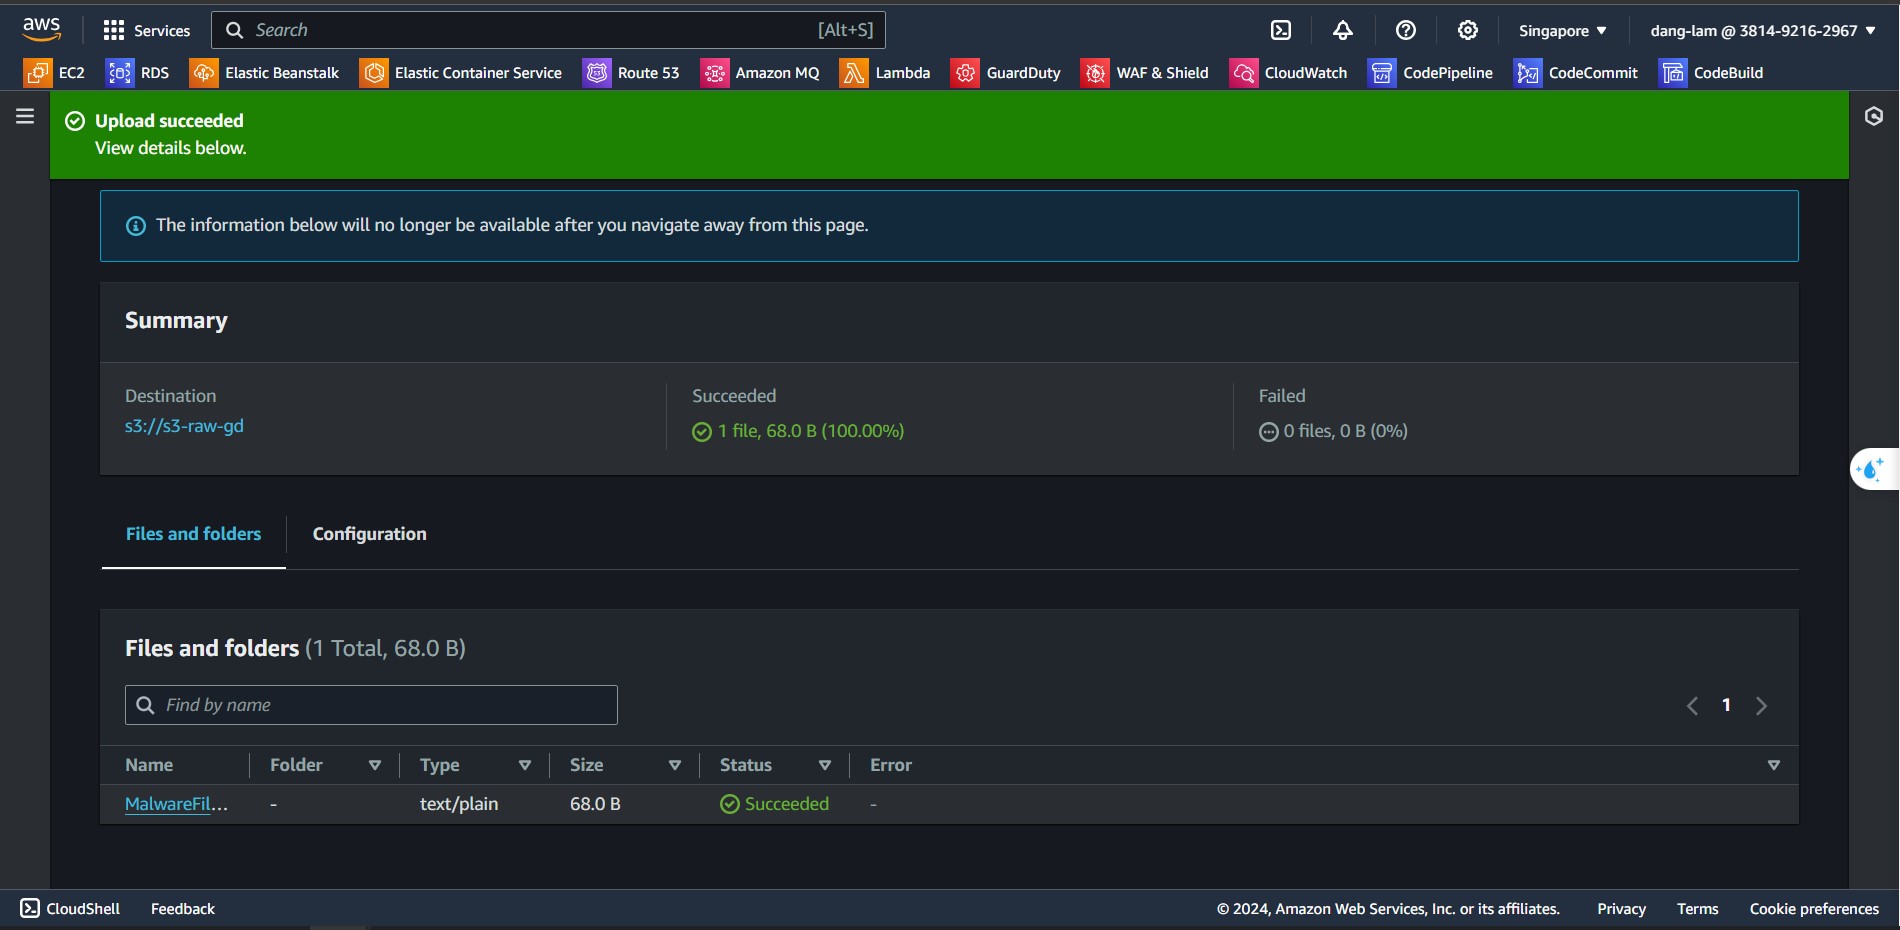 aws Services Search [Alt+S] Singapore ▼ dang-lam @ 3814-9216-2967 ▼
EC2 RDS Elastic Beanstalk Elastic Container Service Route 53 Amazon MQ Lambda GuardDuty WAF & Shield CloudWatch CodePipeline CodeCommit CodeBuild
Upload succeeded
View details below.
The information below will no longer be available after you navigate away from this page.
Summary
Destination Succeeded Failed
s3://s3-raw-gd 1 file, 68.0 B (100.00%) 0 files, 0 B (0%)
Files and folders Configuration
Files and folders (1 Total, 68.0 B)
Find by name 1
Name Folder Type Size Status Error
MalwareFil... - text/plain 68.0 B Succeeded -
CloudShell Feedback © 2024, Amazon Web Services, Inc. or its affiliates. Privacy Terms Cookie preferences